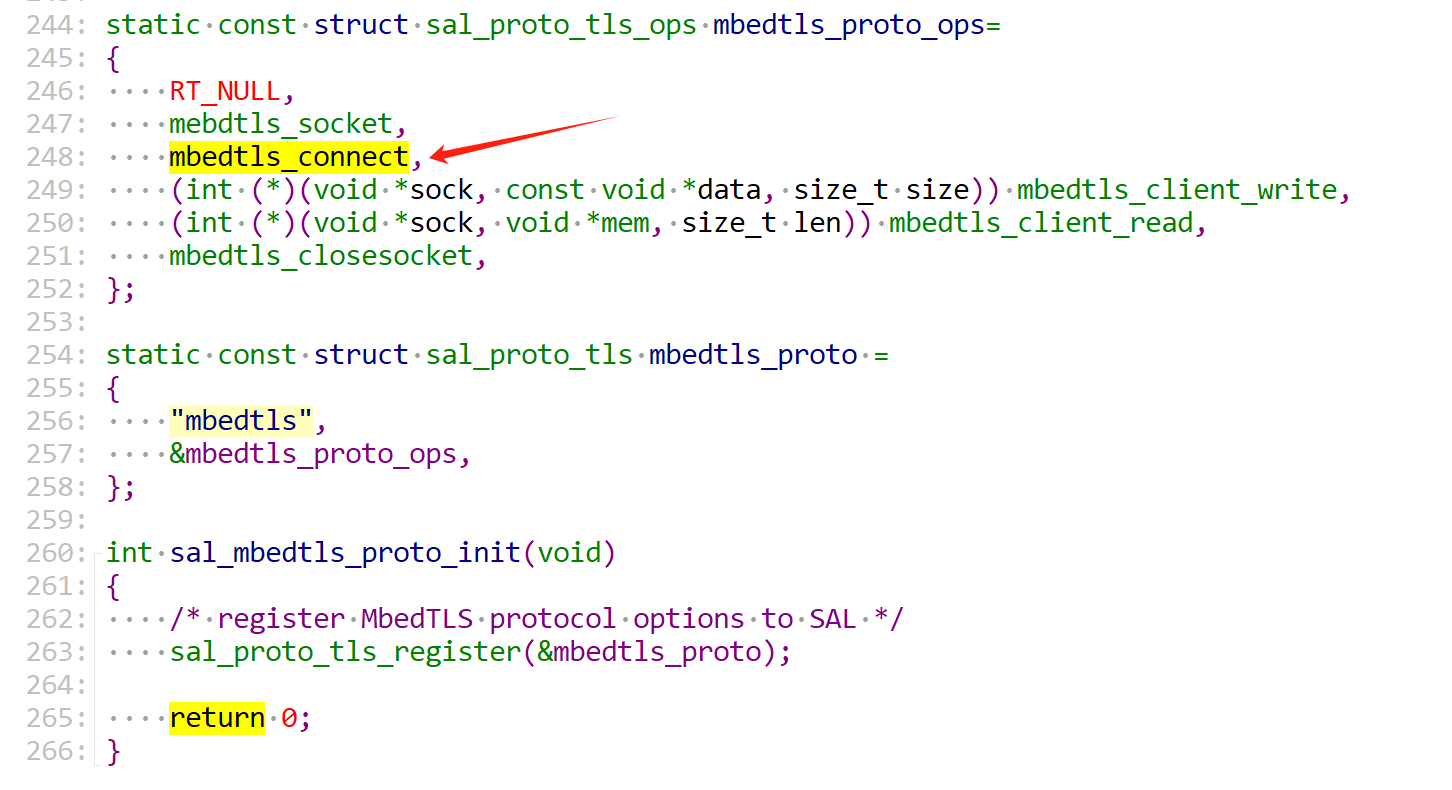 244: static const struct sal_proto_tls_ops mbedtls_proto_ops=
245: {
246: ····RT_NULL,
247: ····mebdtls_socket,
248: ····mbedtls_connect,
249: ····(int (*)(void *sock, const void *data, size_t size)) mbedtls_client_write,
250: ····(int (*)(void *sock, void *mem, size_t len)) mbedtls_client_read,
251: ····mbedtls_closesocket,
252: };
253:
254: static const struct sal_proto_tls mbedtls_proto =
255: {
256: ····"mbedtls",
257: ····&mbedtls_proto_ops,
258: };
259:
260: int sal_mbedtls_proto_init(void)
261: {
262: ····/* register MbedTLS protocol options to SAL */
263: ····sal_proto_tls_register(&mbedtls_proto);
264:
265: ····return 0;
266: }